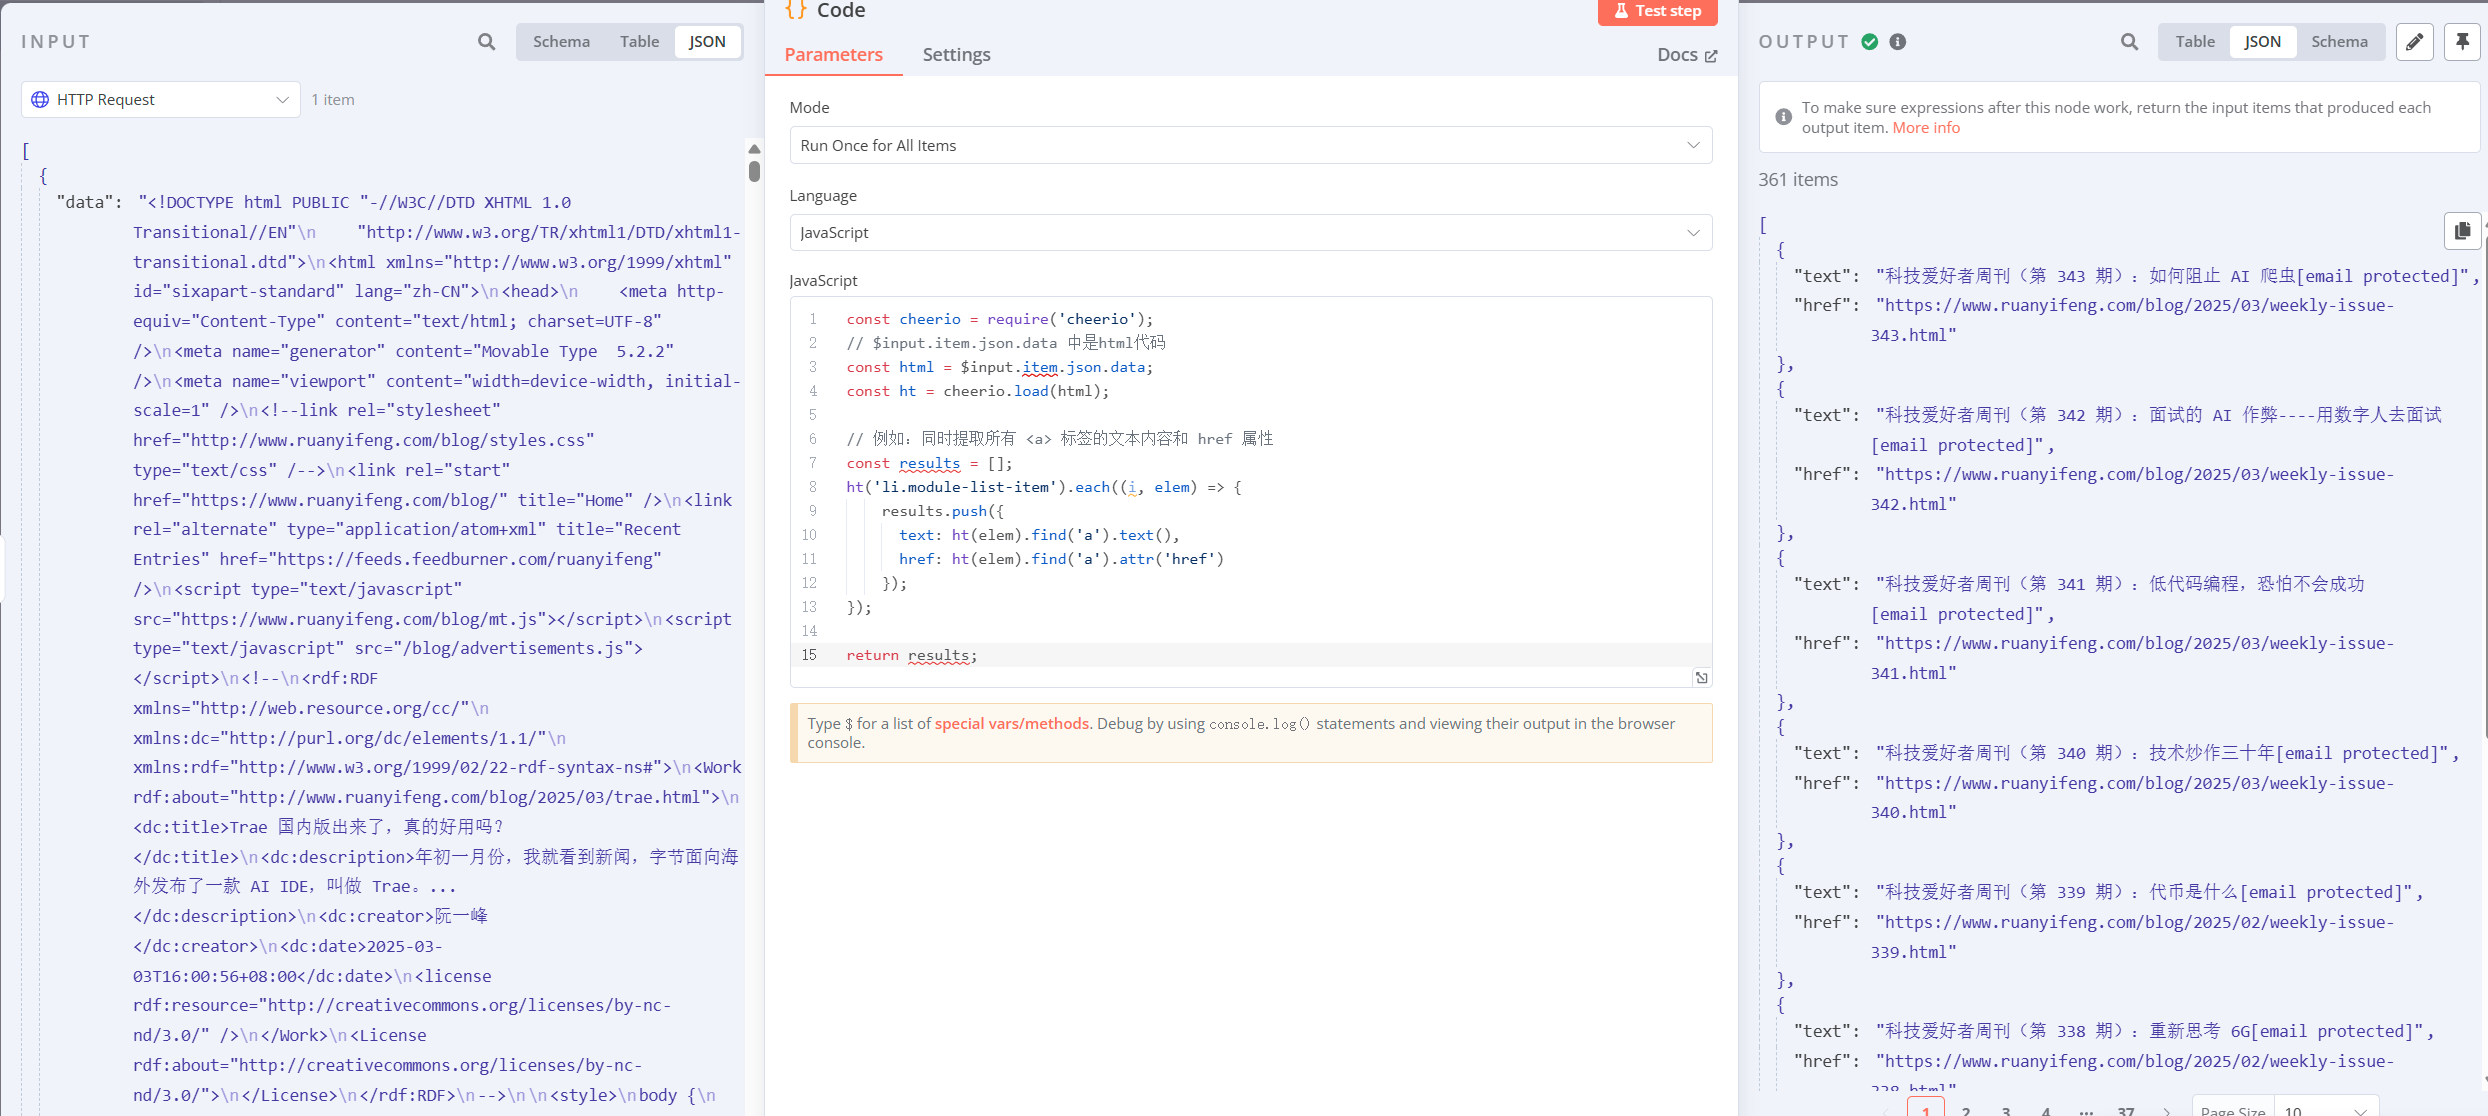 INPUT
Schema
Table
JSON
HTTP Request
1 item
[
{
"data": "<!DOCTYPE html PUBLIC "-//W3C//DTD XHTML 1.0
Transitional//EN"\n    "http://www.w3.org/TR/xhtml1/DTD/xhtml1-
transitional.dtd">\n<html xmlns="http://www.w3.org/1999/xhtml"
id="sixapart-standard" lang="zh-CN">\n<head>\n    <meta http-
equiv="Content-Type" content="text/html; charset=UTF-8"
/>\n<meta name="generator" content="Movable Type  5.2.2"
/>\n<meta name="viewport" content="width=device-width, initial-
scale=1" />\n<!--link rel="stylesheet"
href="http://www.ruanyifeng.com/blog/styles.css"
type="text/css" /-->\n<link rel="start"
href="https://www.ruanyifeng.com/blog/" title="Home" />\n<link
rel="alternate" type="application/atom+xml" title="Recent
Entries" href="https://feeds.feedburner.com/ruanyifeng"
/>\n<script type="text/javascript"
src="https://www.ruanyifeng.com/blog/mt.js"></script>\n<script
type="text/javascript" src="/blog/advertisements.js">
</script>\n<!--\n<rdf:RDF
xmlns="http://web.resource.org/cc/"\n
xmlns:dc="http://purl.org/dc/elements/1.1/"\n
xmlns:rdf="http://www.w3.org/1999/02/22-rdf-syntax-ns#">\n<Work
rdf:about="http://www.ruanyifeng.com/blog/2025/03/trae.html">\n
<dc:title>Trae 国内版出来了，真的好用吗？
</dc:title>\n<dc:description>年初一月份，我就看到新闻，字节面向海
外发布了一款 AI IDE，叫做 Trae。...
</dc:description>\n<dc:creator>阮一峰
</dc:creator>\n<dc:date>2025-03-
03T16:00:56+08:00</dc:date>\n<license
rdf:resource="http://creativecommons.org/licenses/by-nc-
nd/3.0/" />\n</Work>\n<License
rdf:about="http://creativecommons.org/licenses/by-nc-
nd/3.0/">\n</License>\n</rdf:RDF>\n-->\n\n<style>\nbody {\n
{} Code
Test step
Parameters
Settings
Docs
Mode
Run Once for All Items
Language
JavaScript
JavaScript
1 const cheerio = require('cheerio');
2 // $input.item.json.data 中是html代码
3 const html = $input.item.json.data;
4 const ht = cheerio.load(html);
5
6 // 例如：同时提取所有 <a> 标签的文本内容和 href 属性
7 const results = [];
8 ht('li.module-list-item').each((i, elem) => {
9 results.push({
10 text: ht(elem).find('a').text(),
11 href: ht(elem).find('a').attr('href')
12 });
13 });
14
15 return results;
Type $ for a list of special vars/methods. Debug by using console.log() statements and viewing their output in the browser
console.
OUTPUT
Table
JSON
Schema
To make sure expressions after this node work, return the input items that produced each
output item. More info
361 items
[
{
"text": "科技爱好者周刊（第 343 期）：如何阻止 AI 爬虫[email protected]",
"href": "https://www.ruanyifeng.com/blog/2025/03/weekly-issue-
343.html"
},
{
"text": "科技爱好者周刊（第 342 期）：面试的 AI 作弊----用数字人去面试
[email protected]",
"href": "https://www.ruanyifeng.com/blog/2025/03/weekly-issue-
342.html"
},
{
"text": "科技爱好者周刊（第 341 期）：低代码编程，恐怕不会成功
[email protected]",
"href": "https://www.ruanyifeng.com/blog/2025/03/weekly-issue-
341.html"
},
{
"text": "科技爱好者周刊（第 340 期）：技术炒作三十年[email protected]",
"href": "https://www.ruanyifeng.com/blog/2025/03/weekly-issue-
340.html"
},
{
"text": "科技爱好者周刊（第 339 期）：代币是什么[email protected]",
"href": "https://www.ruanyifeng.com/blog/2025/02/weekly-issue-
339.html"
},
{
"text": "科技爱好者周刊（第 338 期）：重新思考 6G[email protected]",
"href": "https://www.ruanyifeng.com/blog/2025/02/weekly-issue-
338.html"
1 2 3 4 ... 37
Page Size 10